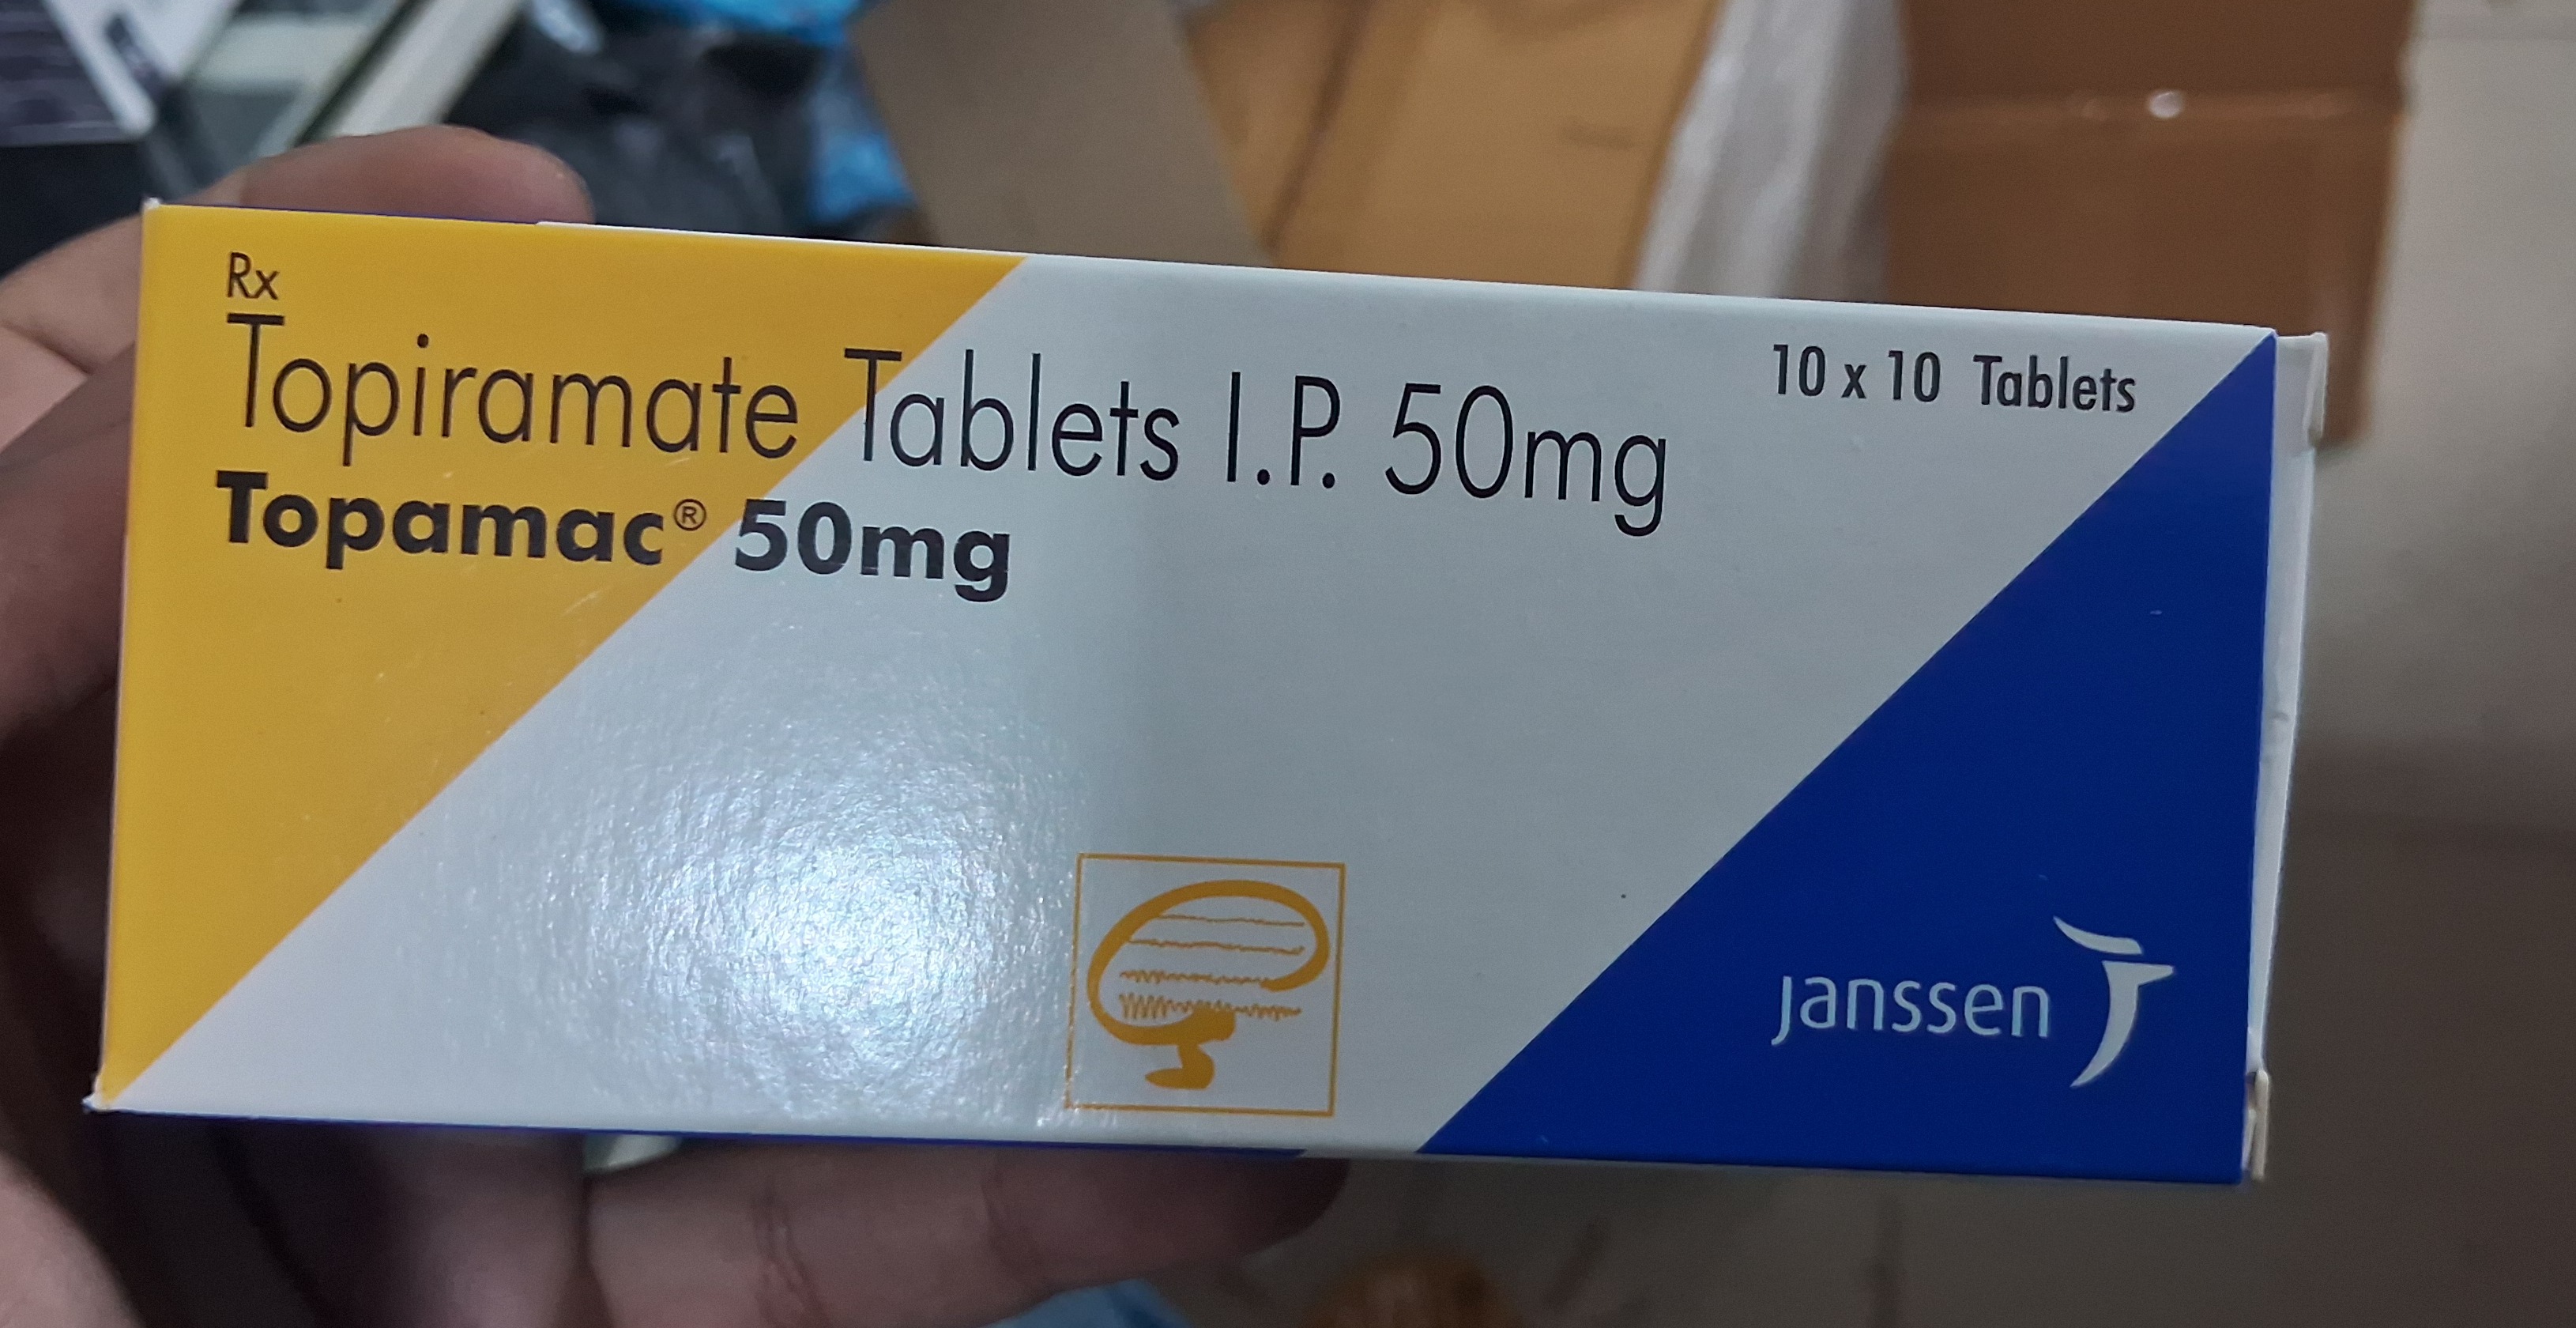 Rx
Topiramate Tablets I.P. 50mg
10 x 10 Tablets
Topamac® 50mg
janssen